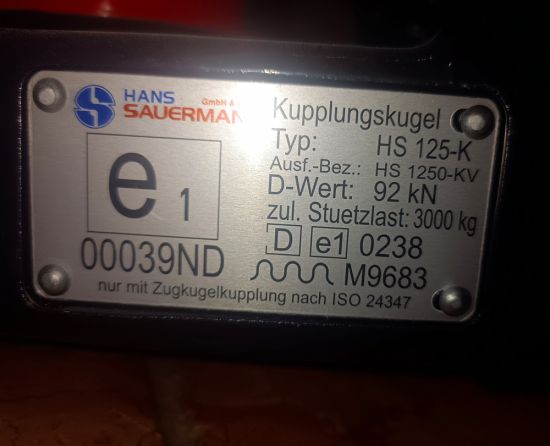 HANS
GmbH &
SAUERMAN
Kupplungskugel
Typ: HS 125-K
Ausf.-Bez.: HS 1250-KV
D-Wert: 92 kN
zul. Stuetzlast: 3000 kg
e 1
D e1 0238
00039ND
M9683
nur mit Zugkugelkupplung nach ISO 24347